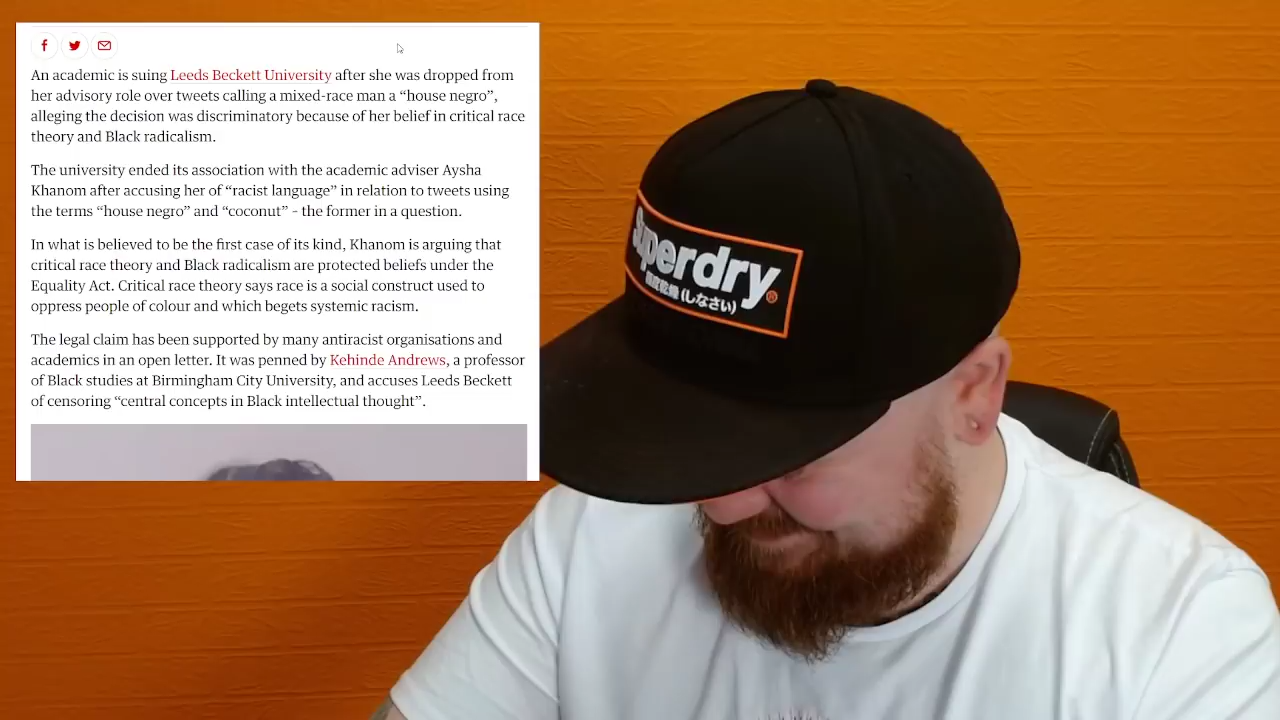 An academic is suing Leeds Beckett University after she was dropped from
her advisory role over tweets calling a mixed-race man a “house negro”,
alleging the decision was discriminatory because of her belief in critical race
theory and Black radicalism.
The university ended its association with the academic adviser Aysha
Khanom after accusing her of “racist language” in relation to tweets using
the terms “house negro” and “coconut” – the former in a question.
In what is believed to be the first case of its kind, Khanom is arguing that
critical race theory and Black radicalism are protected beliefs under the
Equality Act. Critical race theory says race is a social construct used to
oppress people of colour and which begets systemic racism.
The legal claim has been supported by many antiracist organisations and
academics in an open letter. It was penned by Kehinde Andrews, a professor
of Black studies at Birmingham City University, and accuses Leeds Beckett
of censoring “central concepts in Black intellectual thought”.
Superdry®
(しなさい)